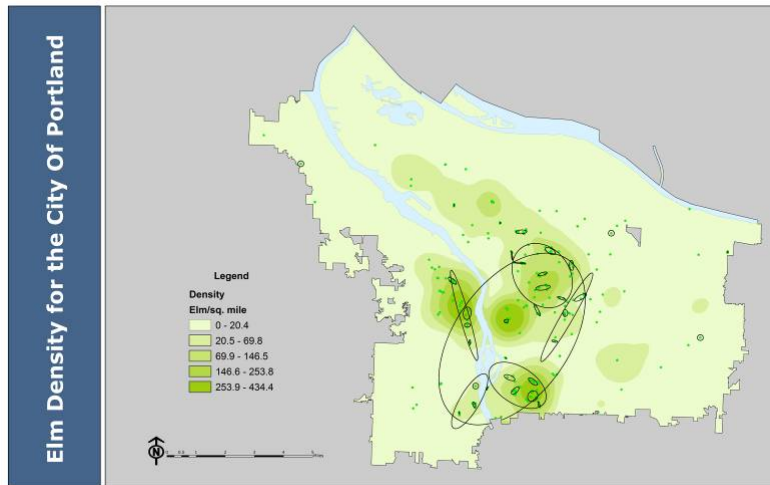 Elm Density for the City Of Portland
Legend
Density
Elm/sq. mile
0 - 20.4
20.5 - 69.8
69.9 - 146.5
146.6 - 253.8
253.9 - 434.4
N